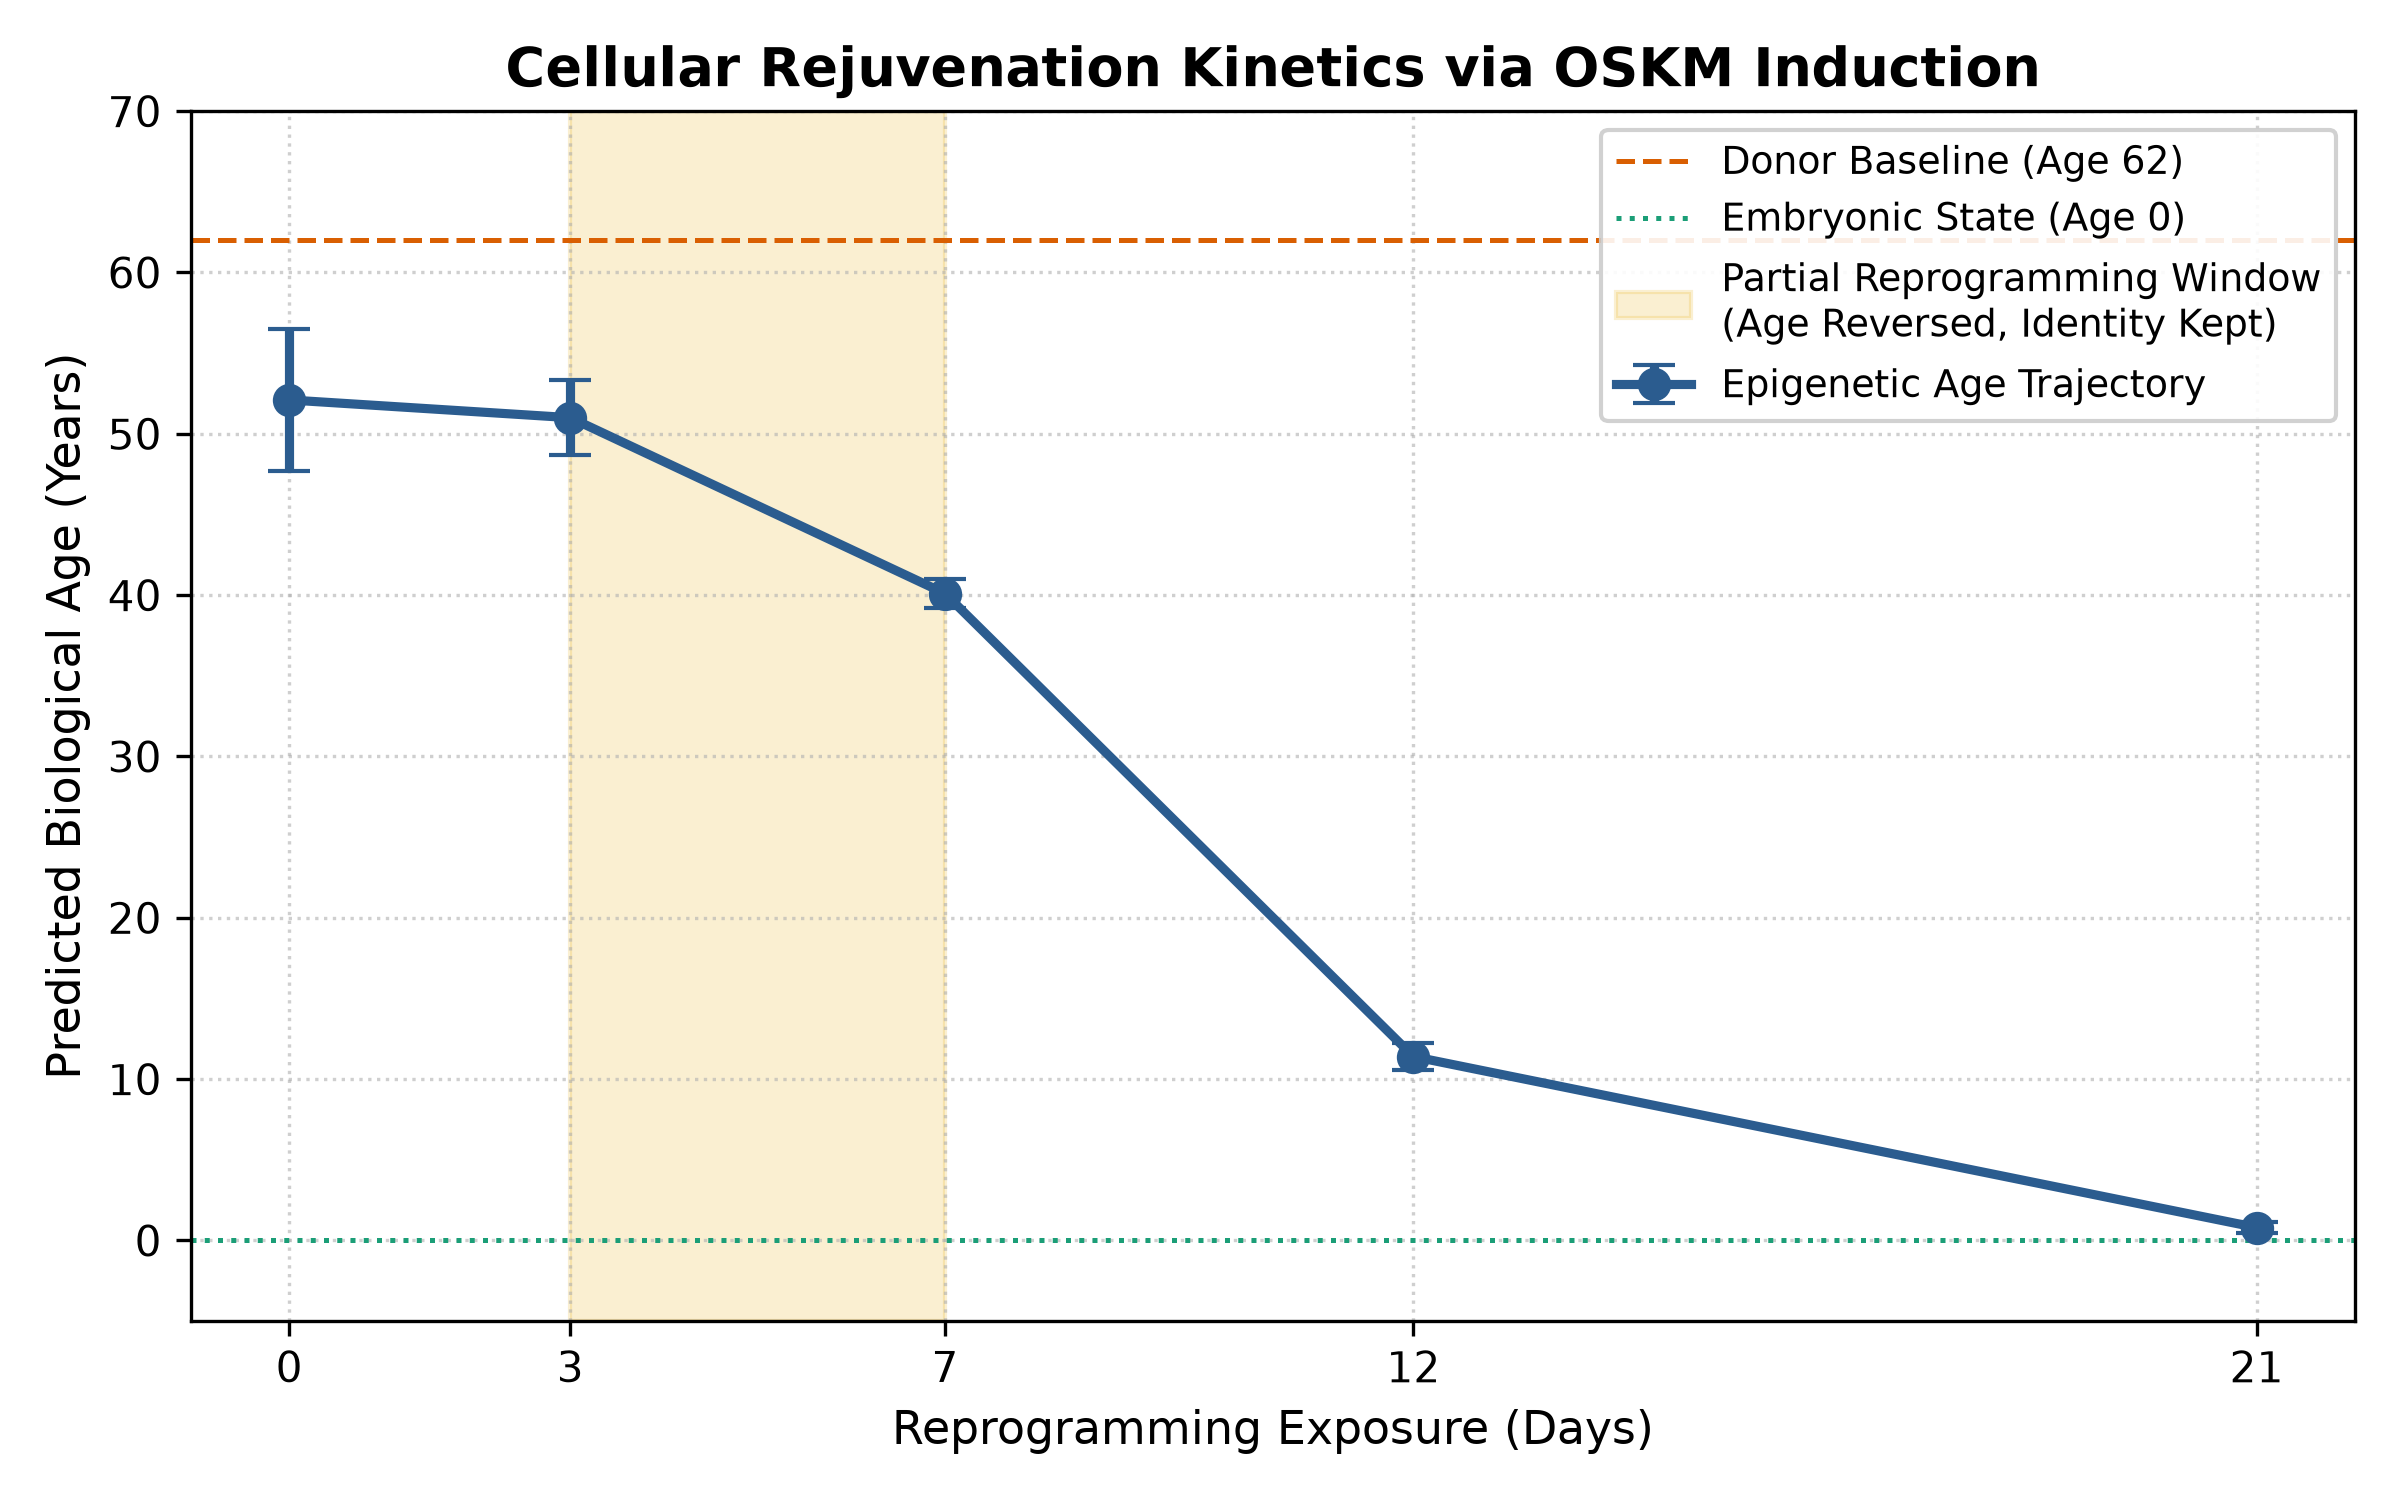 Cellular Rejuvenation Kinetics via OSKM Induction
70
60
50
40
30
20
10
0
Predicted Biological Age (Years)
Donor Baseline (Age 62)
Embryonic State (Age 0)
Partial Reprogramming Window
(Age Reversed, Identity Kept)
Epigenetic Age Trajectory
0 3 7 12 21
Reprogramming Exposure (Days)